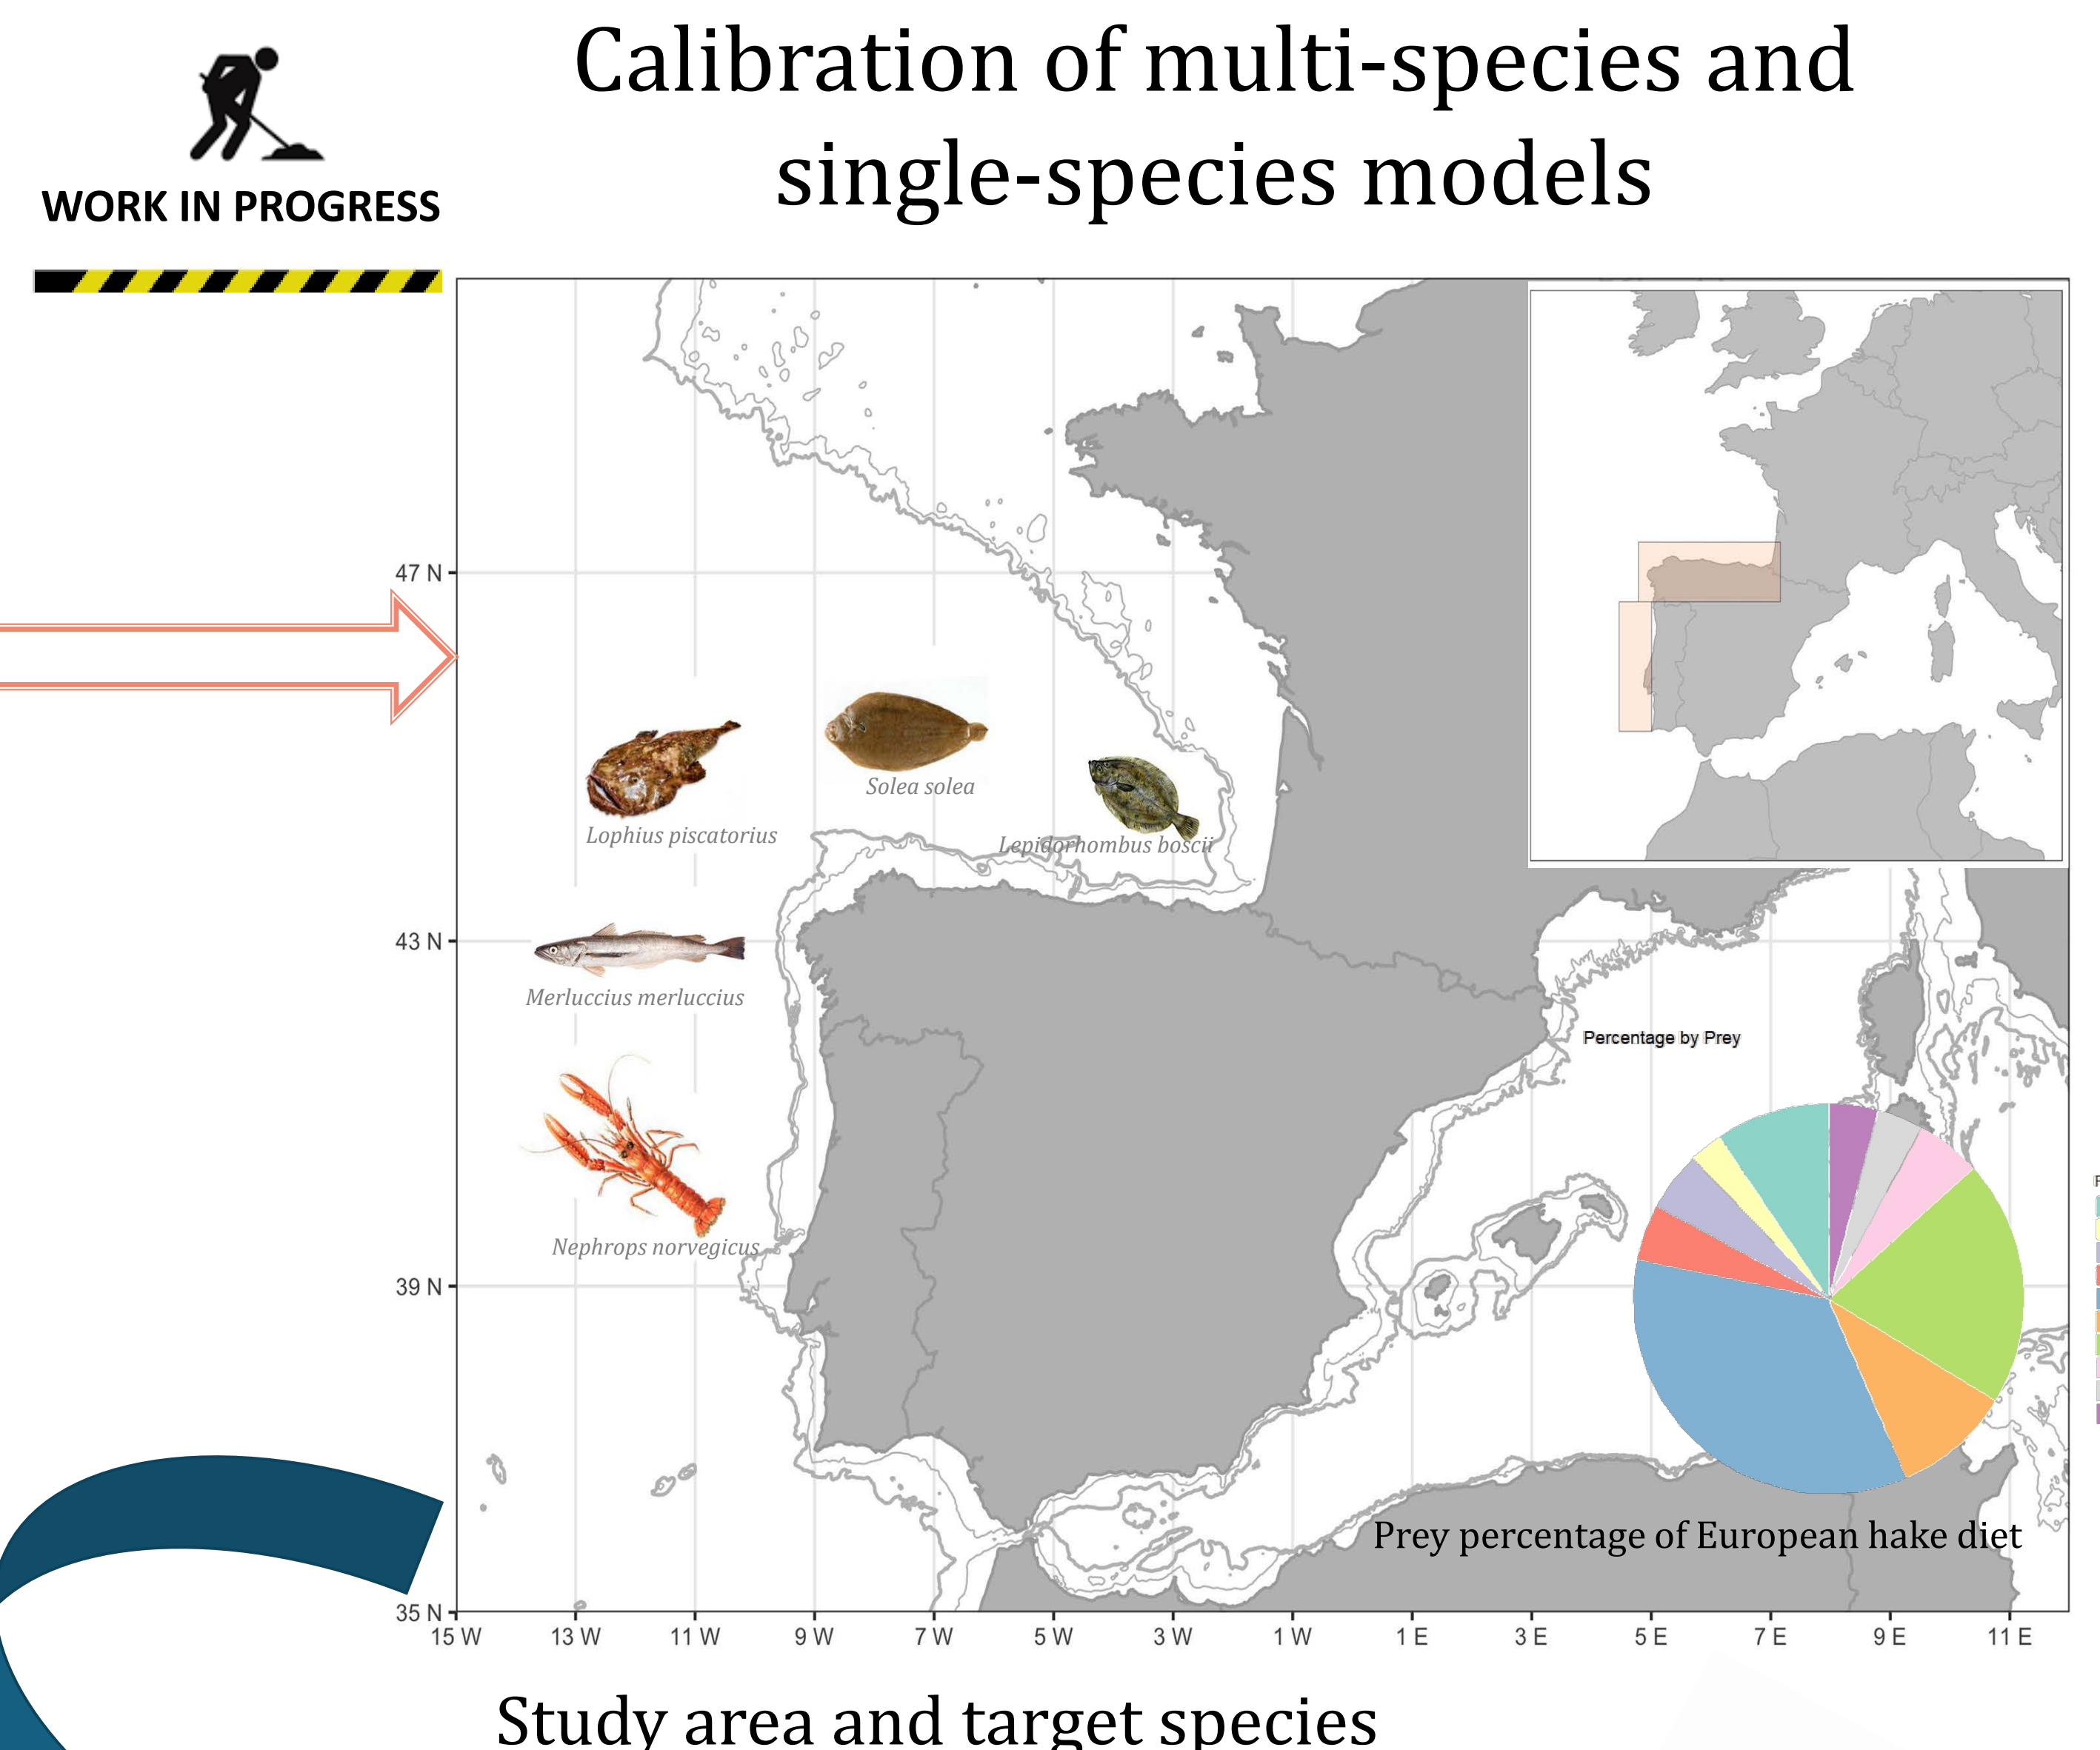 Calibration of multi-species and
single-species models
WORK IN PROGRESS
47 N
43 N
39 N
35 N
Solea solea
Lophius piscatorius
Lepidorhombus boscii
Merluccius merluccius
Nephrops norvegicus
Percentage by Prey
Prey percentage of European hake diet
15 W 13 W 11 W 9 W 7 W 5 W 3 W 1 W 1 E 3 E 5 E 7 E 9 E 11 E
Study area and target species